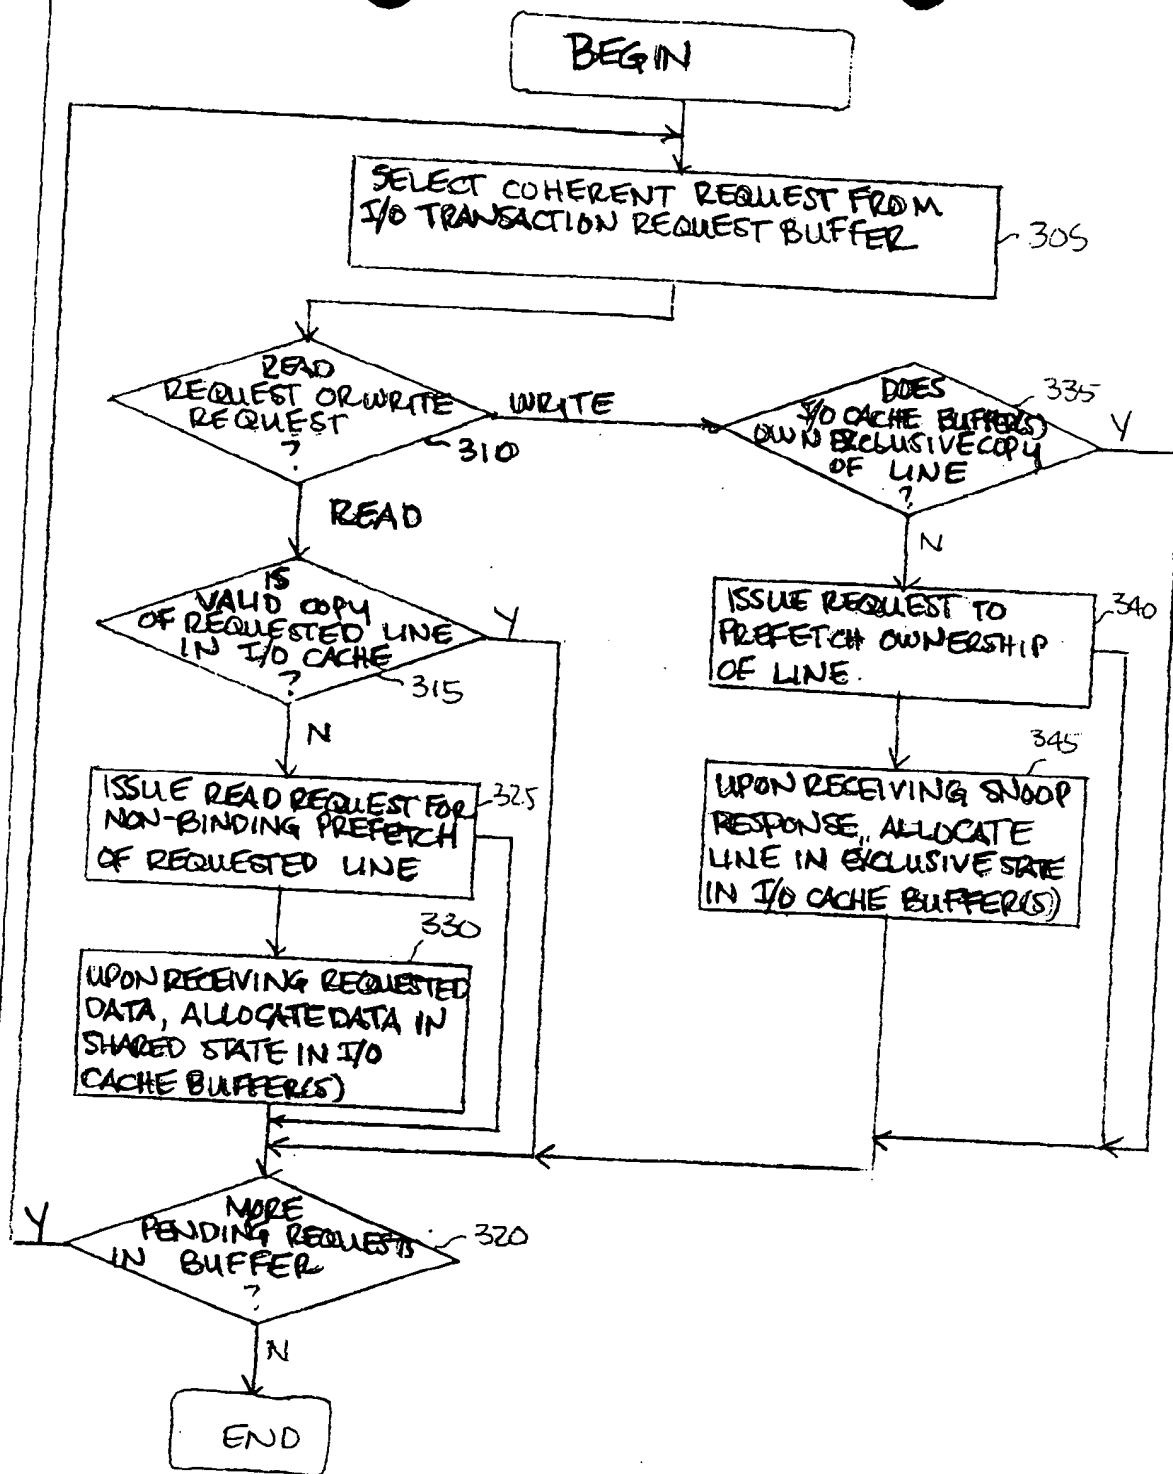 BEGIN
SELECT COHERENT REQUEST FROM
I/O TRANSACTION REQUEST BUFFER
305
READ
REQUEST OR WRITE
REQUEST
?
310
WRITE
DOES
I/O CACHE BUFFER(S)
OWN EXCLUSIVE COPY
OF LINE
?
335
Y
READ
N
IS
VALID COPY
OF REQUESTED LINE
IN I/O CACHE
?
315
Y
ISSUE REQUEST TO
PREFETCH OWNERSHIP
OF LINE.
340
N
ISSUE READ REQUEST FOR
NON-BINDING PREFETCH
OF REQUESTED LINE
325
345
UPON RECEIVING SNOOP
RESPONSE, ALLOCATE
LINE IN EXCLUSIVE STATE
IN I/O CACHE BUFFER(S)
330
UPON RECEIVING REQUESTED
DATA, ALLOCATE DATA IN
SHARED STATE IN I/O
CACHE BUFFER(S)
Y
MORE
PENDING REQUESTS
IN BUFFER
?
320
N
END